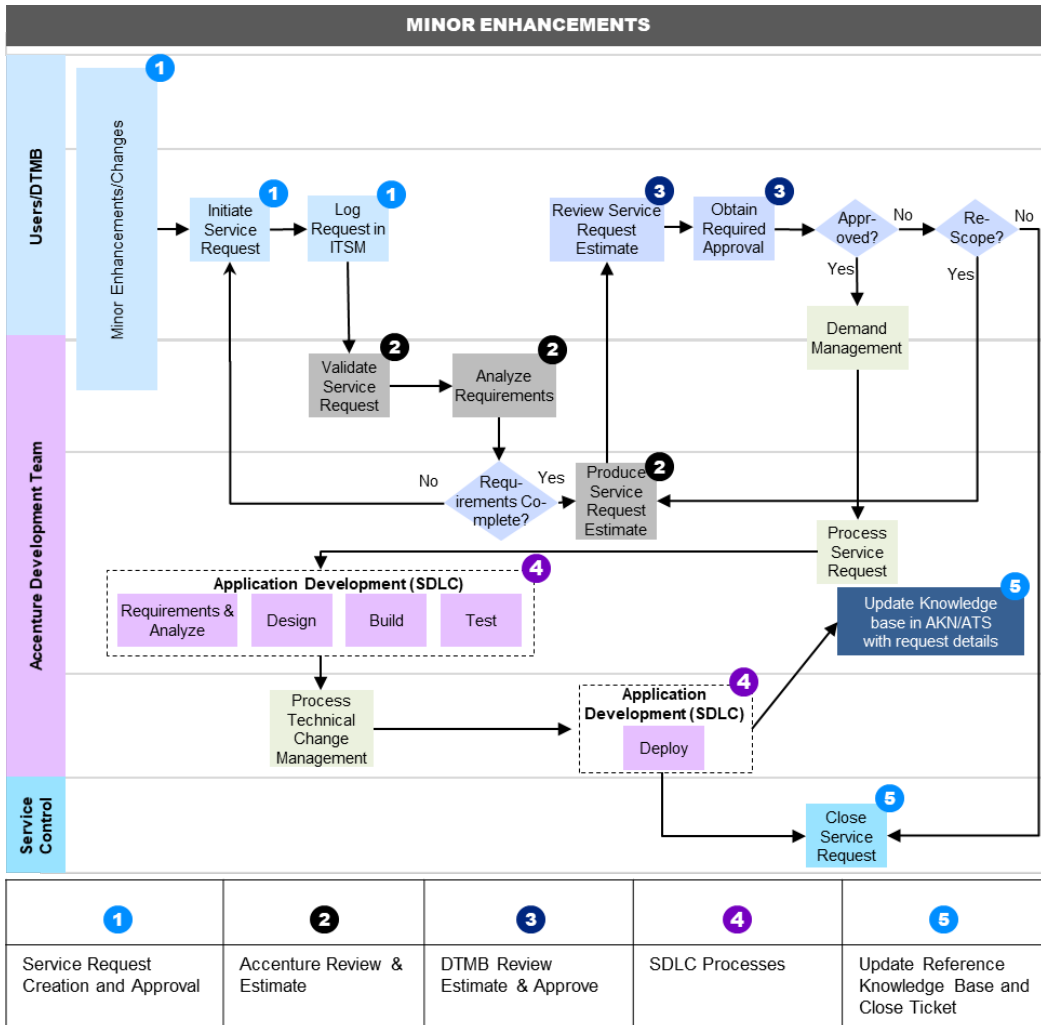 MINOR ENHANCEMENTS
Users/DTMB
Minor Enhancements/Changes
1
Initiate
Service
Request
1
Log
Request in
ITSM
1
Review Service
Request
Estimate
3
Obtain
Required
Approval
3
Appr-
oved?
No
Yes
Re-
Scope?
No
Yes
Demand
Management
Accenture Development Team
Validate
Service
Request
2
Analyze
Requirements
2
Requ-
irements Co-
mplete?
No
Yes
Produce
Service
Request
Estimate
2
Process
Service
Request
Application Development (SDLC)
4
Requirements &
Analyze
Design
Build
Test
Update Knowledge
base in AKN/ATS
with request details
5
Process
Technical
Change
Management
Application
Development (SDLC)
4
Deploy
Service
Control
Close
Service
Request
5
1
2
3
4
5
Service Request
Creation and Approval
Accenture Review &
Estimate
DTMB Review
Estimate & Approve
SDLC Processes
Update Reference
Knowledge Base and
Close Ticket